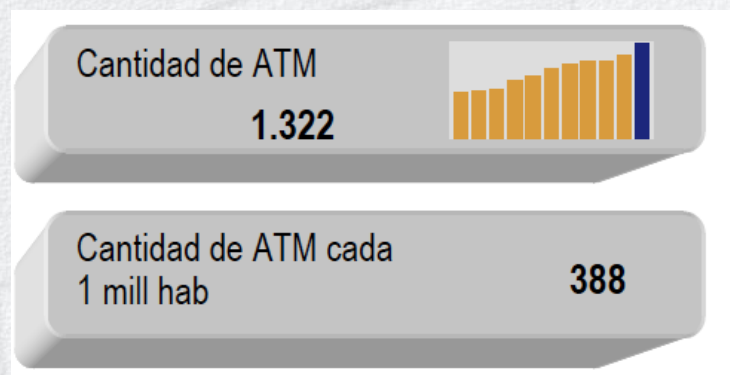 Cantidad de ATM
1.322
Cantidad de ATM cada
1 mill hab
388